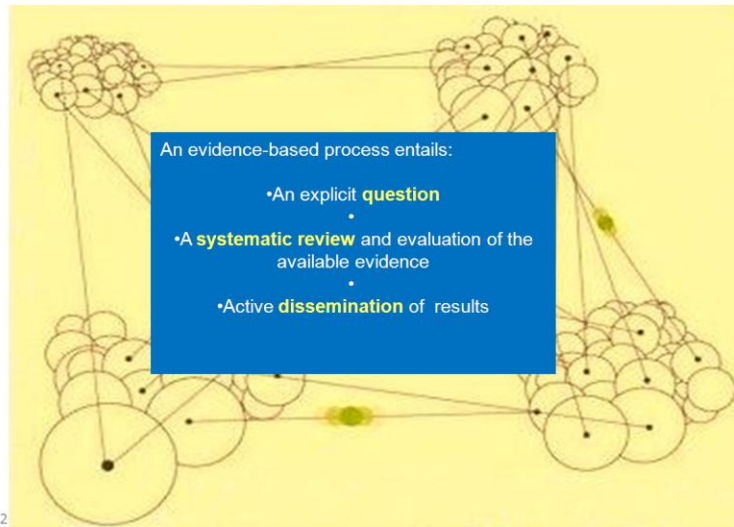 An evidence-based process entails:
•An explicit question
•
•A systematic review and evaluation of the
available evidence
•
•Active dissemination of results
2